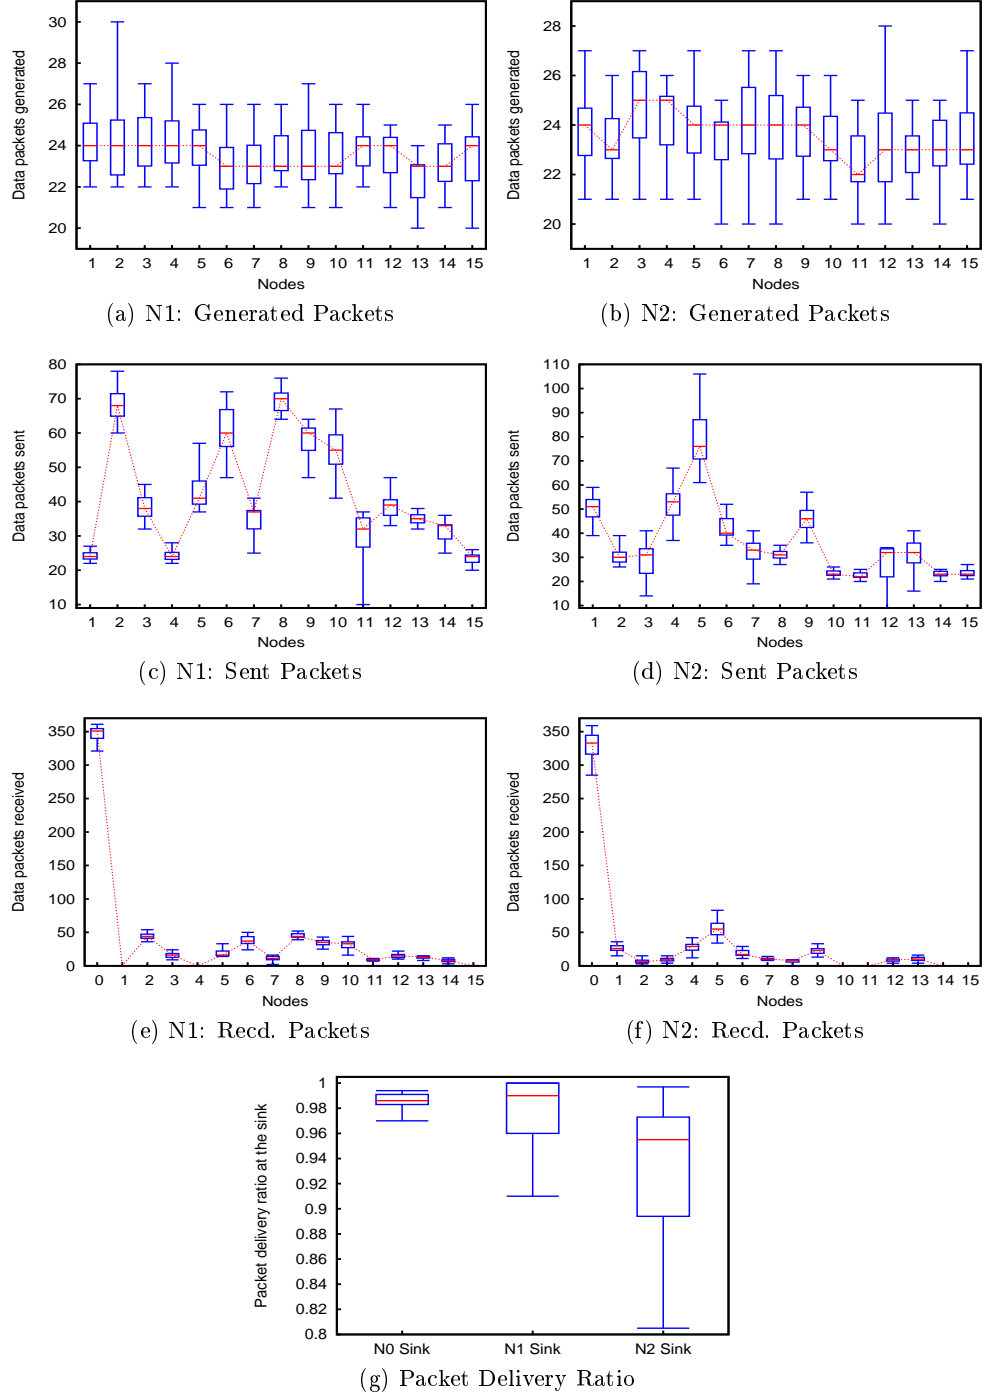 Data packets generated
30
28
26
24
22
20
1 2 3 4 5 6 7 8 9 10 11 12 13 14 15
Nodes
(a) N1: Generated Packets
Data packets generated
28
26
24
22
20
1 2 3 4 5 6 7 8 9 10 11 12 13 14 15
Nodes
(b) N2: Generated Packets
Data packets sent
80
70
60
50
40
30
20
10
1 2 3 4 5 6 7 8 9 10 11 12 13 14 15
Nodes
(c) N1: Sent Packets
Data packets sent
110
100
90
80
70
60
50
40
30
20
10
1 2 3 4 5 6 7 8 9 10 11 12 13 14 15
Nodes
(d) N2: Sent Packets
Data packets received
350
300
250
200
150
100
50
0
0 1 2 3 4 5 6 7 8 9 10 11 12 13 14 15
Nodes
(e) N1: Recd. Packets
Data packets received
350
300
250
200
150
100
50
0
0 1 2 3 4 5 6 7 8 9 10 11 12 13 14 15
Nodes
(f) N2: Recd. Packets
Packet delivery ratio at the sink
1
0.98
0.96
0.94
0.92
0.9
0.88
0.86
0.84
0.82
0.8
N0 Sink N1 Sink N2 Sink
(g) Packet Delivery Ratio